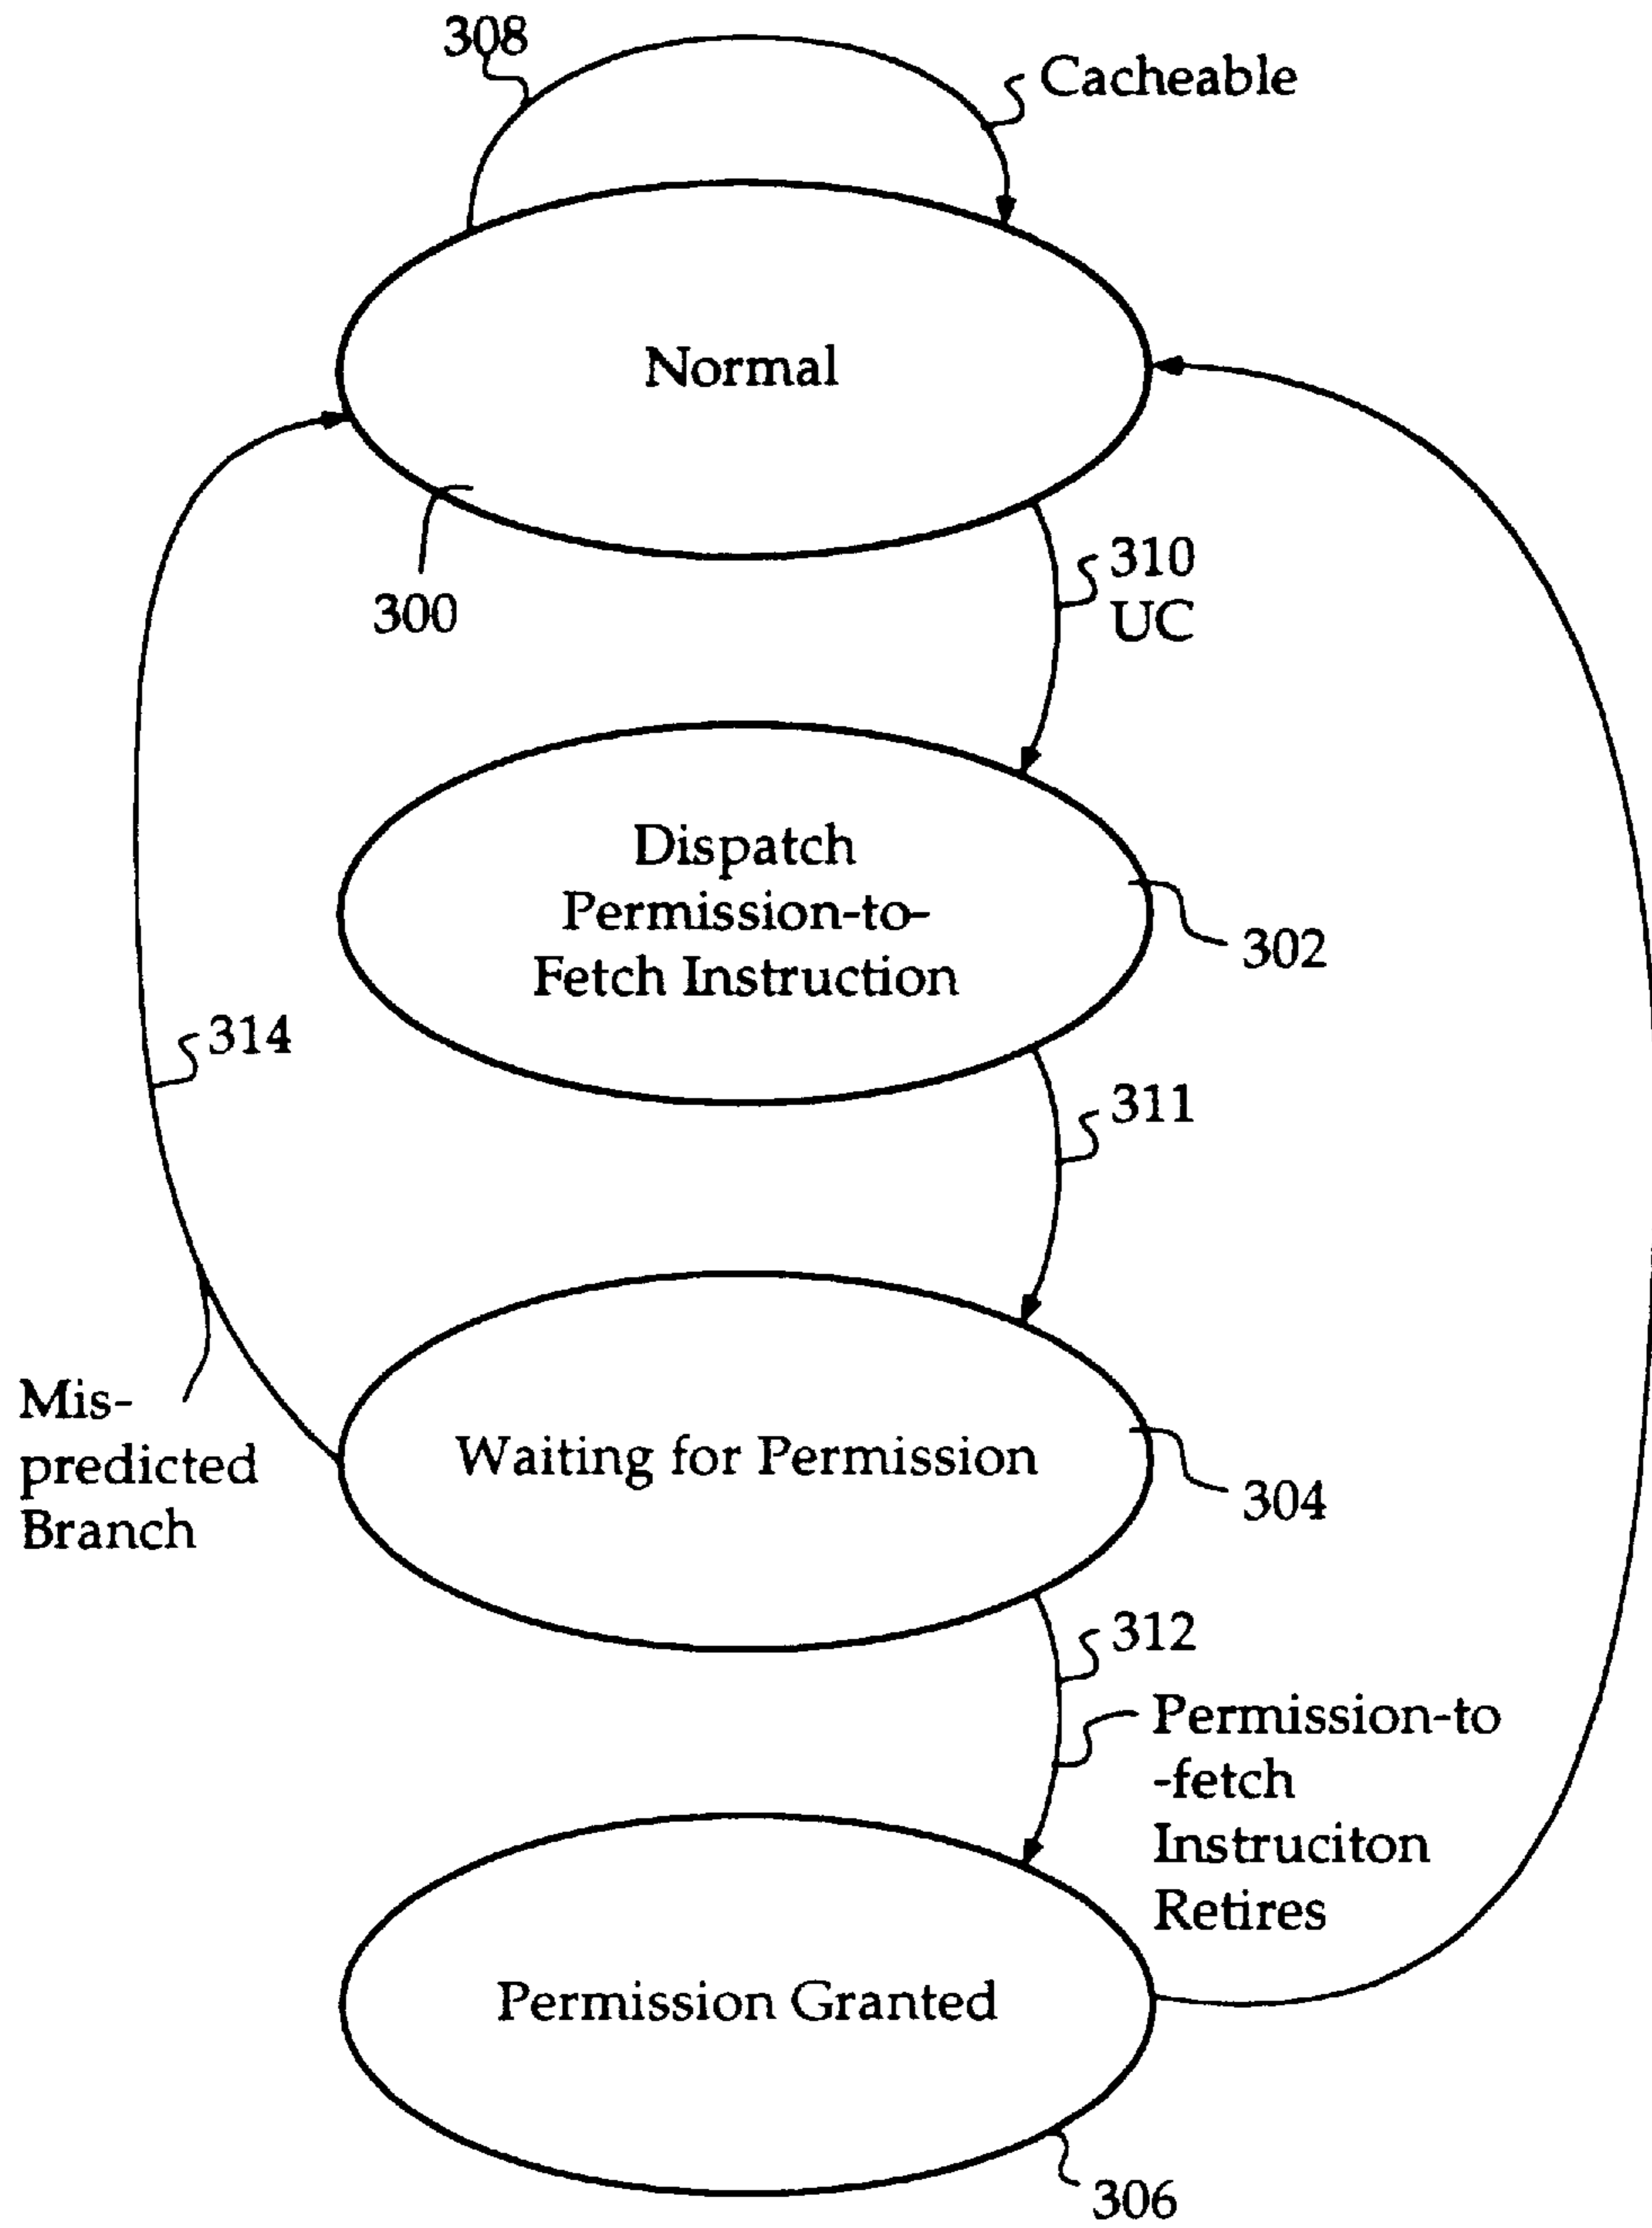 308
Cacheable
Normal
300
310
UC
Dispatch
Permission-to-
Fetch Instruction
302
314
311
Mis-
predicted
Branch
Waiting for Permission
304
312
Permission-to
-fetch
Instruciton
Retires
Permission Granted
306